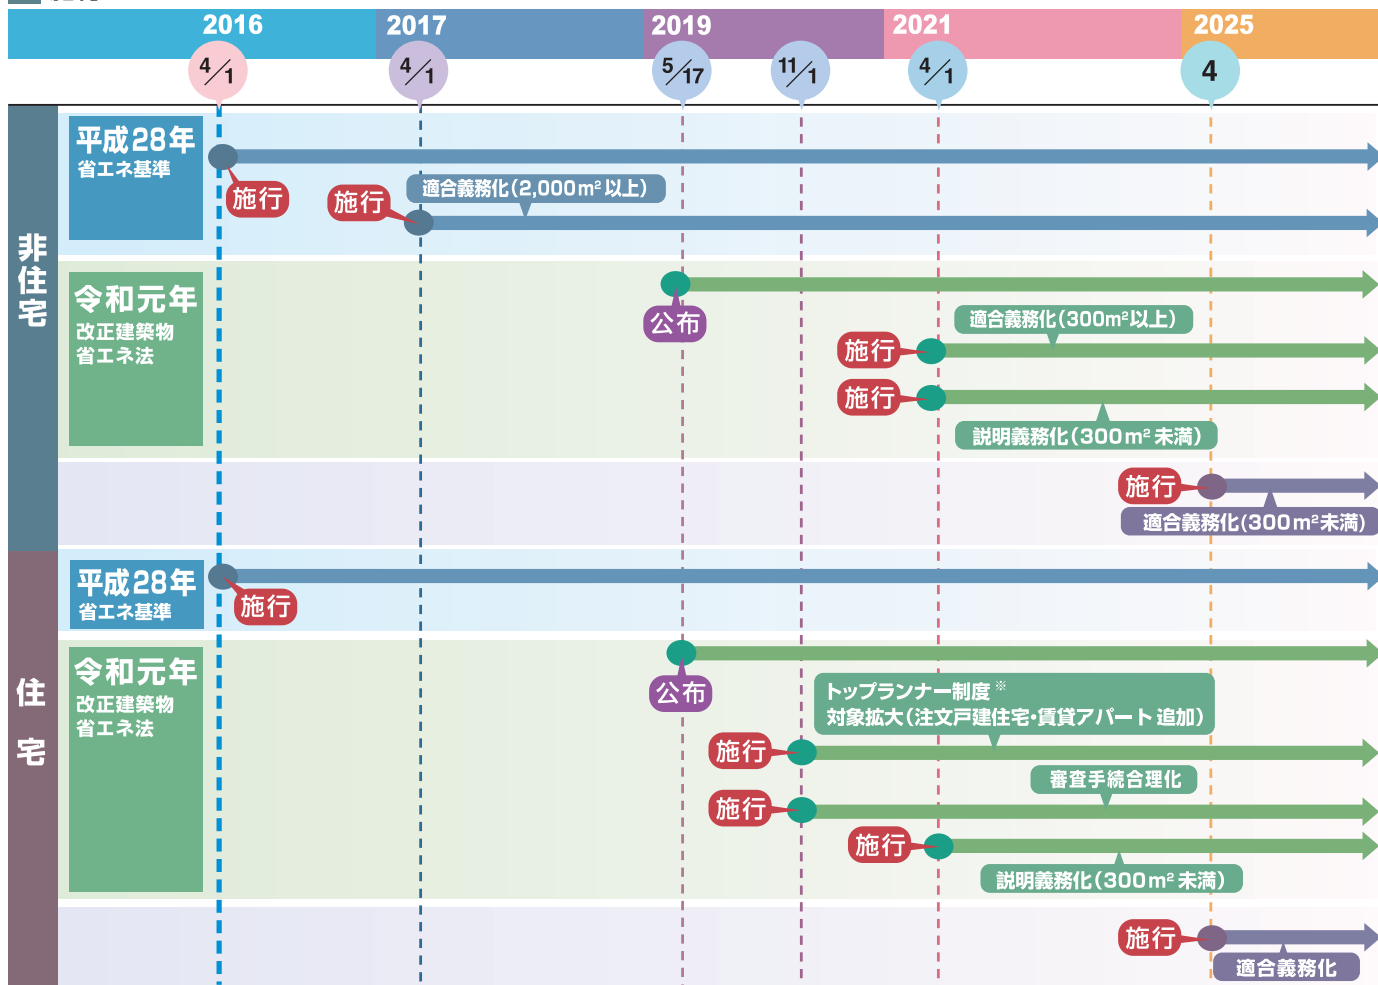 2016
2017
2019
2021
2025
4/1
4/1
5/17
11/1
4/1
4
非住宅
平成28年
省エネ基準
施行
施行
適合義務化(2,000m²以上)
令和元年
改正建築物
省エネ法
公布
適合義務化(300m²以上)
施行
施行
説明義務化(300m²未満)
施行
適合義務化(300m²未満)
住宅
平成28年
省エネ基準
施行
令和元年
改正建築物
省エネ法
公布
トップランナー制度※
対象拡大(注文戸建住宅・賃貸アパート 追加)
施行
審査手続合理化
施行
施行
説明義務化(300m²未満)
施行
適合義務化